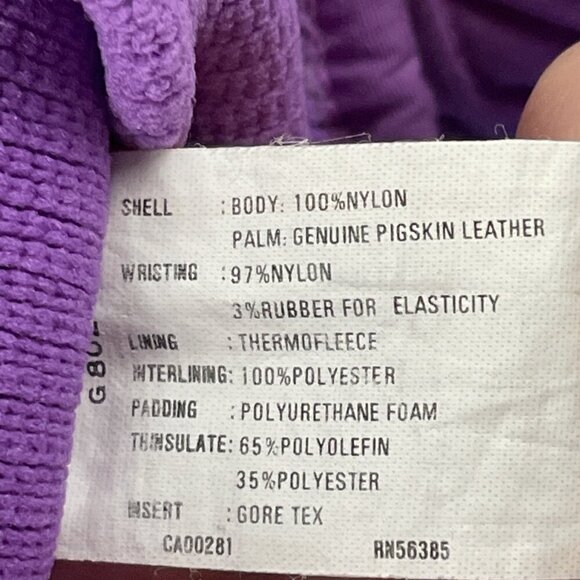 SHELL : BODY: 100%NYLON
PALM: GENUINE PIGSKIN LEATHER
WRISTING : 97%NYLON
3%RUBBER FOR ELASTICITY
LINING : THERMOFLEECE
INTERLINING: 100%POLYESTER
PADDING : POLYURETHANE FOAM
THINSULATE: 65%POLYOLEFIN
35%POLYESTER
INSERT : GORE TEX
CA00281 RN56385